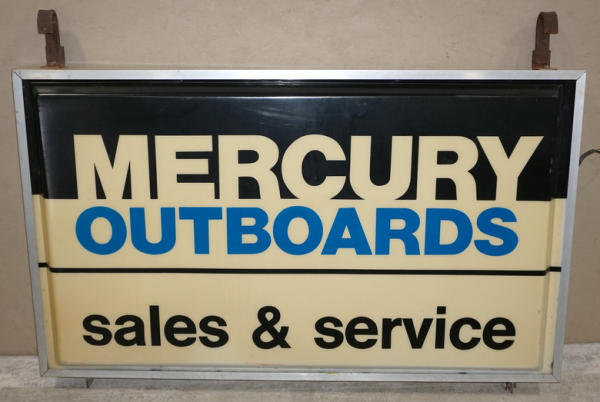 MERCURY
OUTBOARDS
sales & service